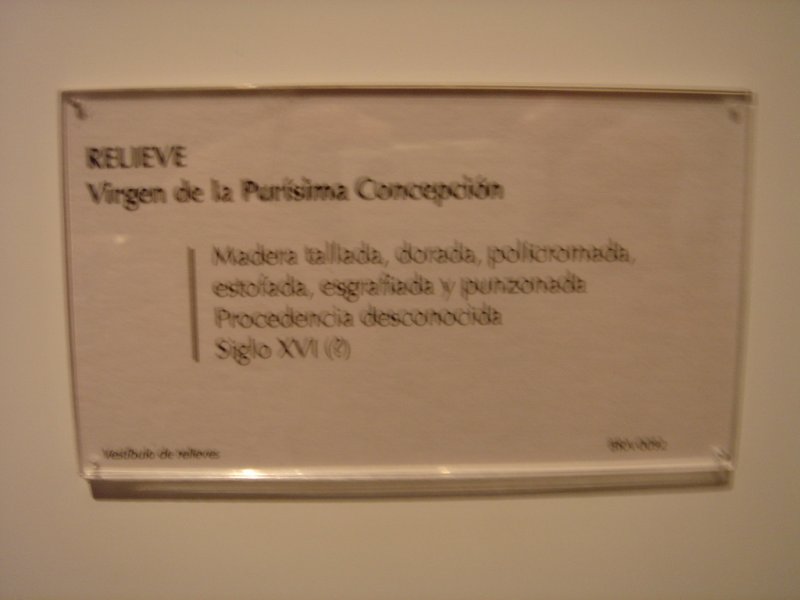 RELIEVE
Virgen de la Purísima Concepción
Madera tallada, dorada, policromada,
estofada, esgrafiada y punzonada
Procedencia desconocida
Siglo XVI (?)
Vestíbulo de relieves